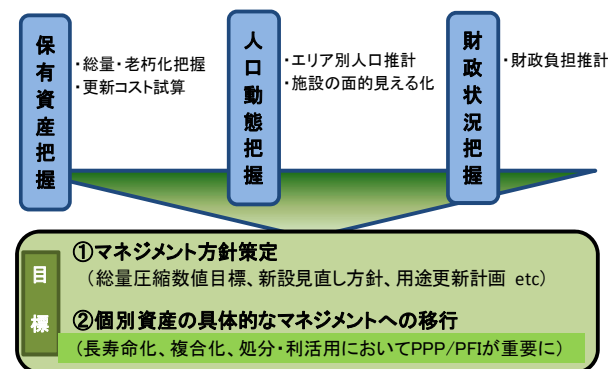 保有資産把握
・総量・老朽化把握
・更新コスト試算
人口動態把握
・エリア別人口推計
・施設の面的見える化
財政状況把握
・財政負担推計
目標
①マネジメント方針策定
（総量圧縮数値目標、新設見直し方針、用途更新計画 etc）
②個別資産の具体的なマネジメントへの移行
（長寿命化、複合化、処分・利活用においてPPP/PFIが重要に）